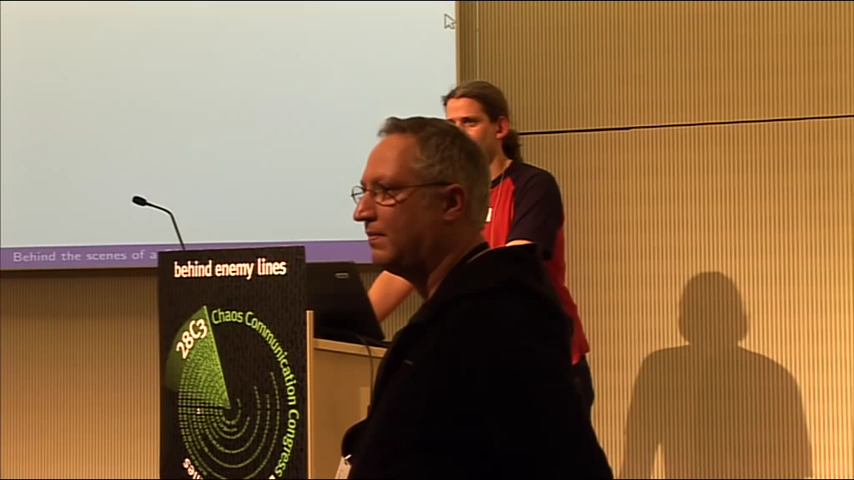 Behind the scenes of a
behind enemy lines
28C3
Chaos Communication Congress